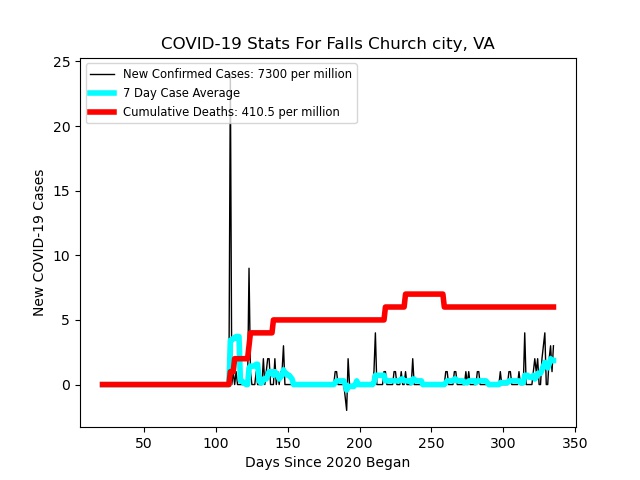 COVID-19 Stats For Falls Church city, VA
New Confirmed Cases: 7300 per million
7 Day Case Average
Cumulative Deaths: 410.5 per million
New COVID-19 Cases
25
20
15
10
5
0
50 100 150 200 250 300 350
Days Since 2020 Began